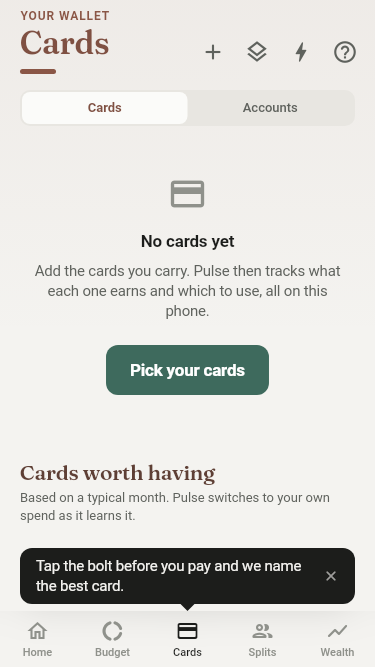 YOUR WALLET
Cards
Cards
Accounts
No cards yet
Add the cards you carry. Pulse then tracks what
each one earns and which to use, all on this
phone.
Pick your cards
Cards worth having
Based on a typical month. Pulse switches to your own
spend as it learns it.
Tap the bolt before you pay and we name
the best card.
Home
Budget
Cards
Splits
Wealth